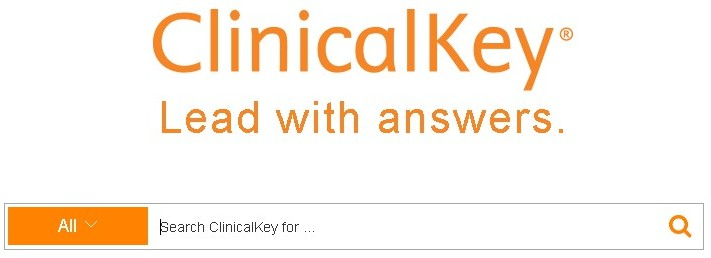 ClinicalKey®
Lead with answers.
All
Search ClinicalKey for ...